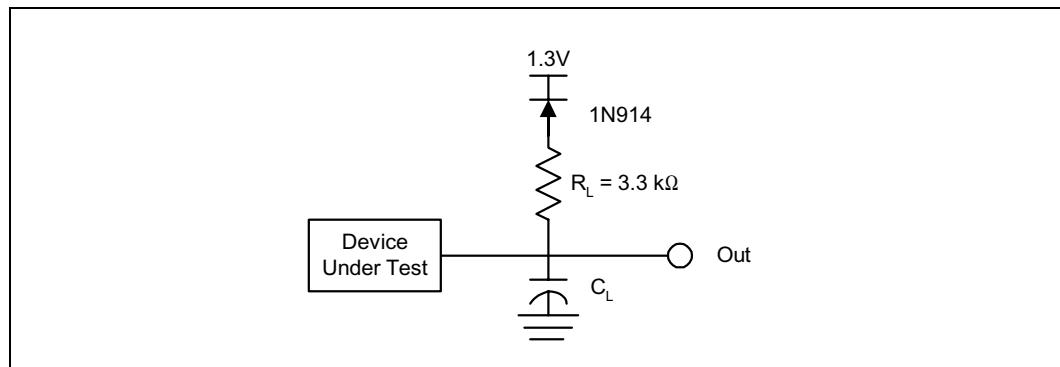 1.3V
1N914
R_L = 3.3 kΩ
Device
Under Test
Out
C_L